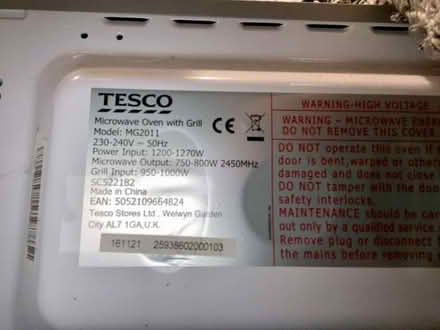 TESCO
Microwave Oven with Grill
Model: MG2011
230-240V ~ 50Hz
Power Input: 1200-1270W
Microwave Output: 750-800W 2450MHz
Grill Input: 950-1000W
SC522182
Made in China
EAN: 5052109664824
Tesco Stores Ltd., Welwyn Garden
City AL7 1GA,U.K.
161121 25938602000103
CE
WARNING-HIGH VOLTAGE
WARNING - MICROWAVE ENERG
DO NOT REMOVE THIS COVER
DO NOT operate this oven if
door is bent,warped or other
damaged and does not close
DO NOT tamper with the door
safety interlocks.
MAINTENANCE should be car
out only by a qualified service
Remove plug or disconnect
the mains before removing